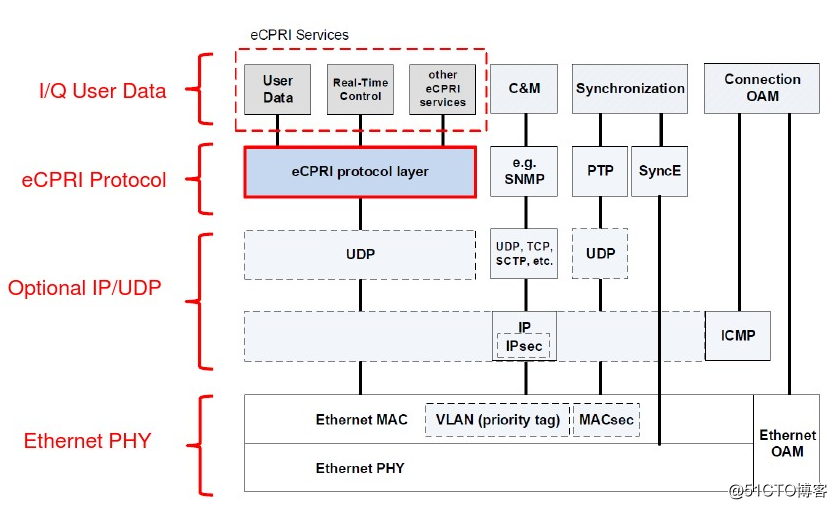 eCPRI Services
I/Q User Data
User
Data
Real-Time
Control
other
eCPRI
services
C&M
Synchronization
Connection
OAM
eCPRI Protocol
eCPRI protocol layer
e.g.
SNMP
PTP
SyncE
Optional IP/UDP
UDP
UDP, TCP,
SCTP, etc.
UDP
IP
IPsec
ICMP
Ethernet PHY
Ethernet MAC
VLAN (priority tag)
MACsec
Ethernet
OAM
Ethernet PHY
@51CTO博客